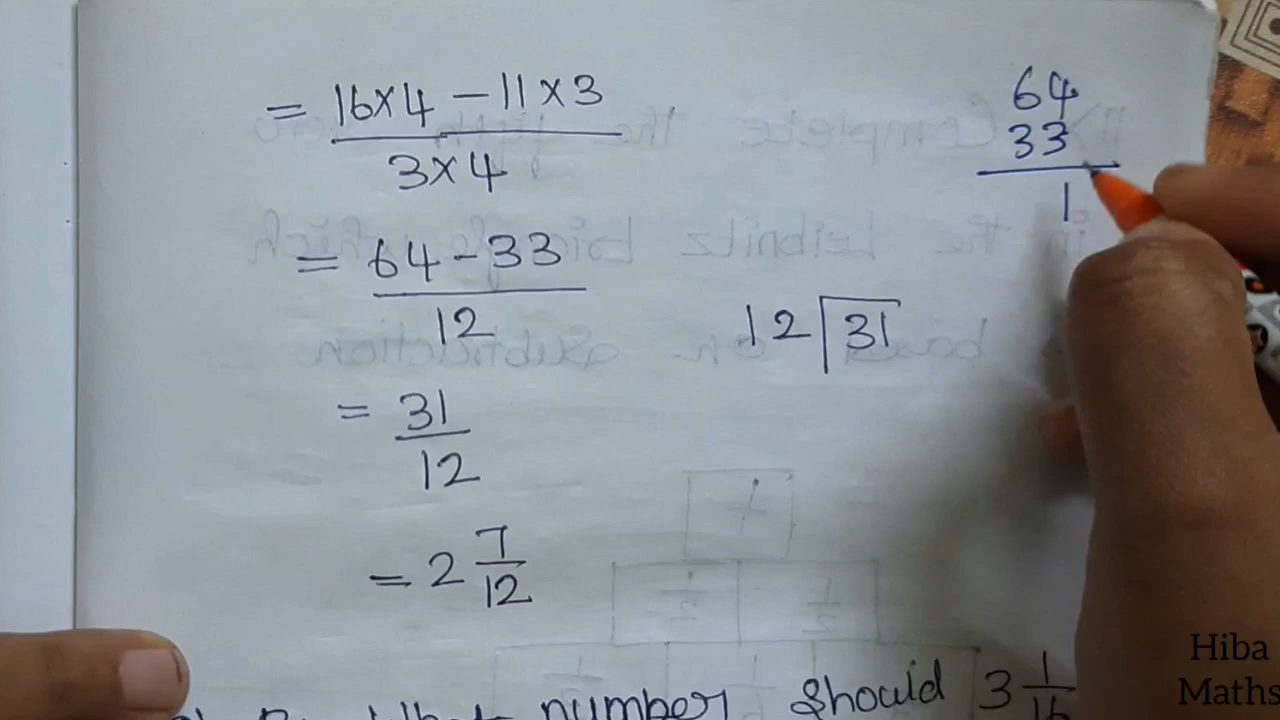 = 16×4 − 11×3
3×4
= 64 − 33
12
= 31
12
= 2 7
12
64
33
1
12 31
number should 3 1
16
Hiba
Maths